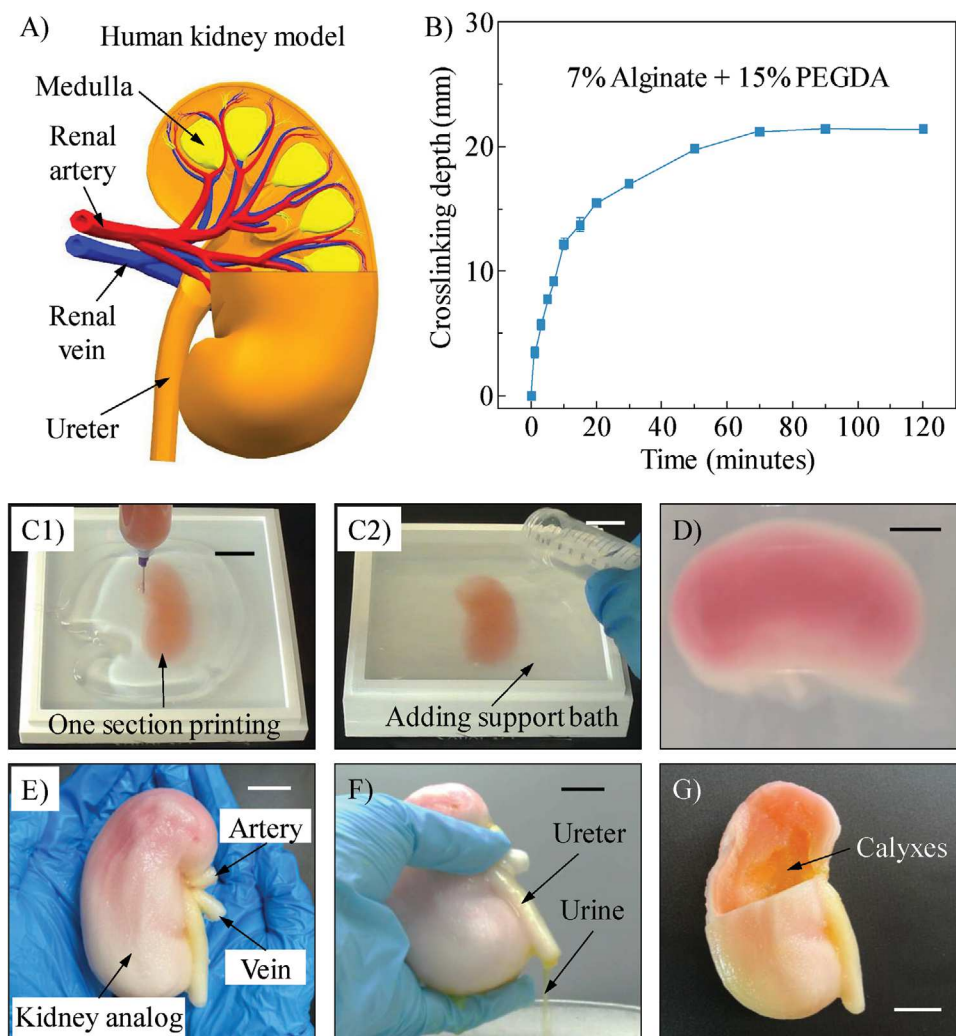 A)
Human kidney model
Medulla
Renal
artery
Renal
vein
Ureter
B)
7% Alginate + 15% PEGDA
Crosslinking depth (mm)
30
20
10
0
0
20
40
60
80
100
120
Time (minutes)
C1)
One section printing
C2)
Adding support bath
D)
E)
Artery
Vein
Kidney analog
F)
Ureter
Urine
G)
Calyxes